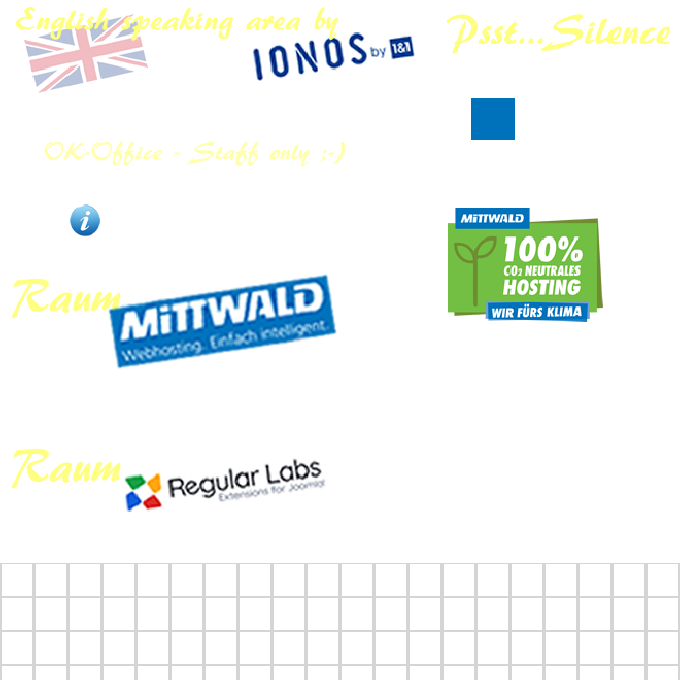 English speaking area by
Psst...Silence
IONOS by 1&1
OK-Office - Staff only ;-)
i
MITTWALD
100%
CO2 NEUTRALES
HOSTING
WIR FÜRS KLIMA
Raum
MITTWALD
Webhosting. Einfach intelligent.
Raum
Regular Labs
Extensions for Joomla!